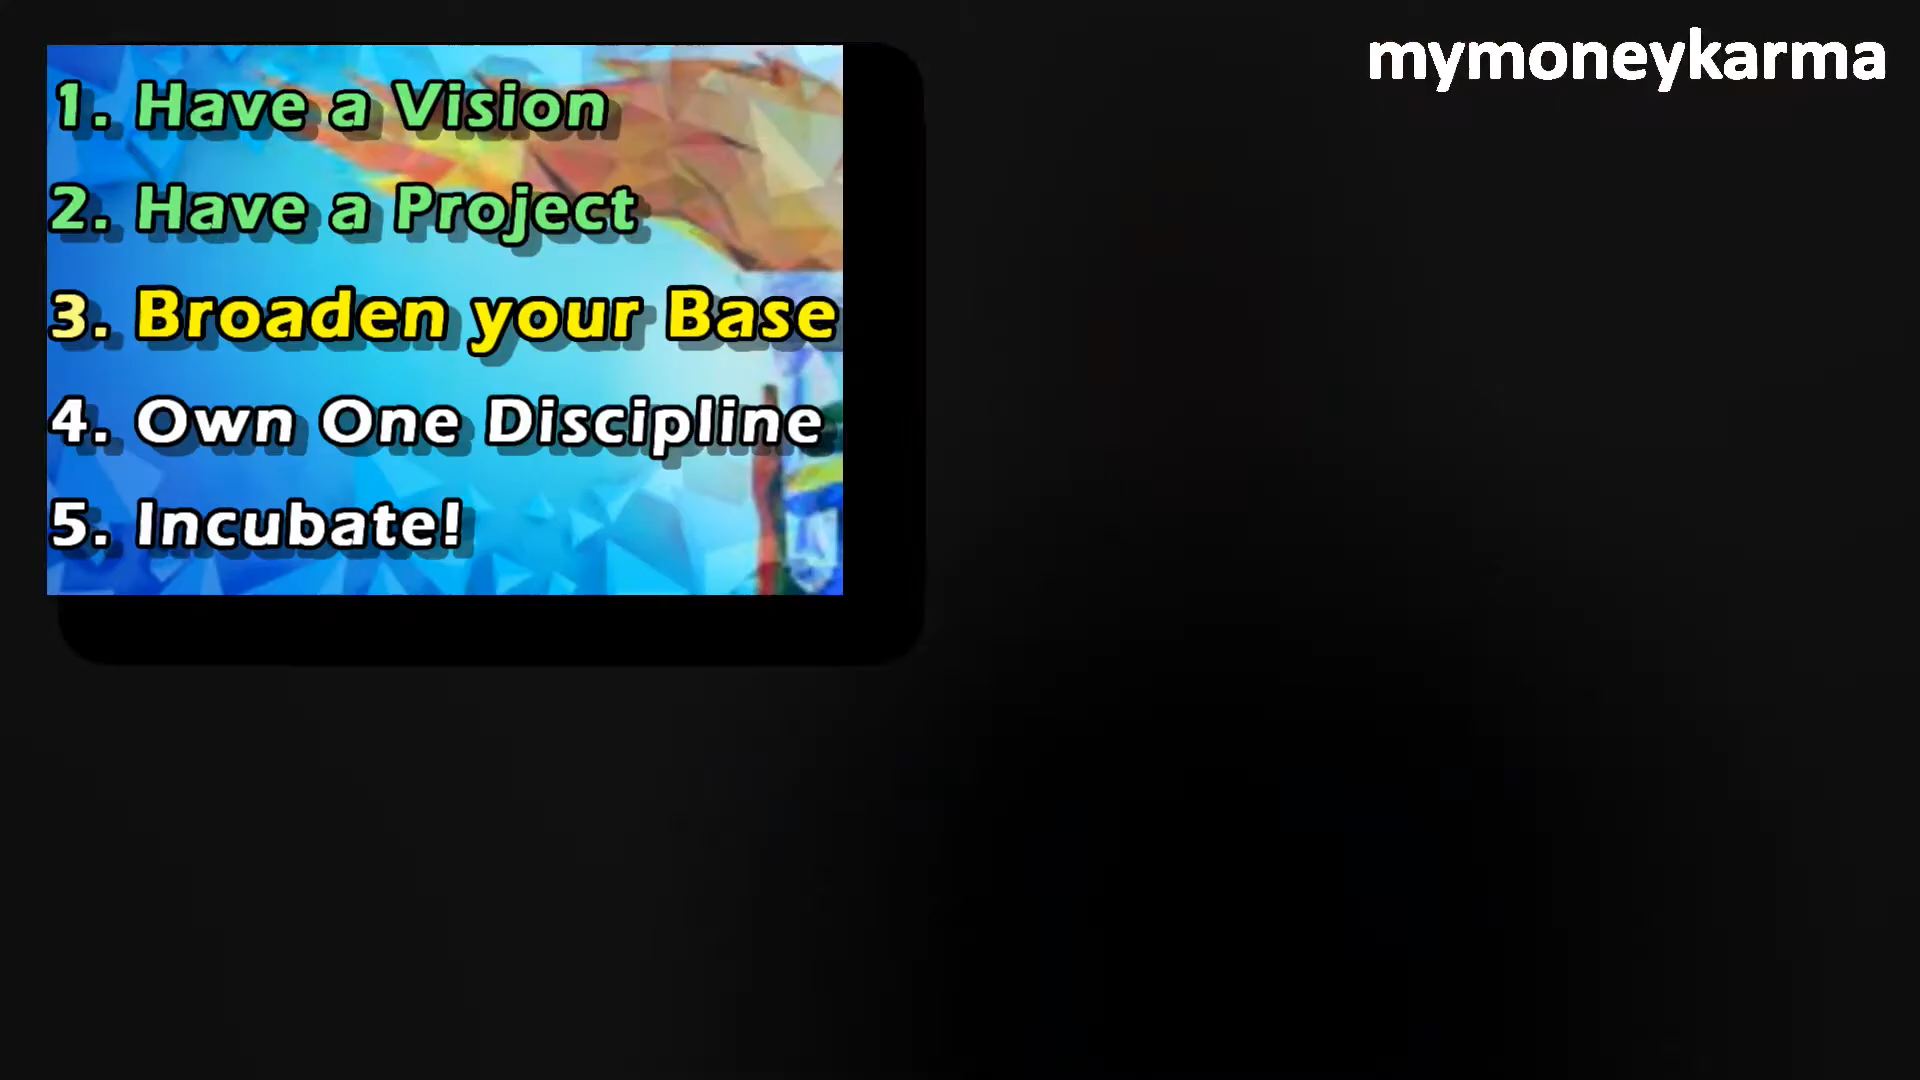 mymoneykarma
1. Have a Vision
2. Have a Project
3. Broaden your Base
4. Own One Discipline
5. Incubate!